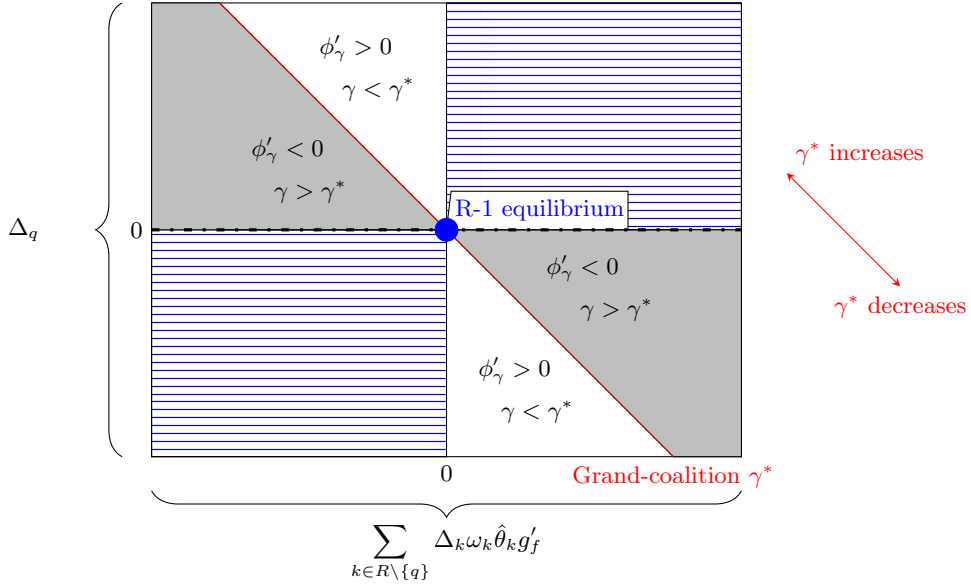 ϕ′_γ > 0
γ < γ*
ϕ′_γ < 0
γ > γ*
γ* increases
R-1 equilibrium
Δ_q
0
ϕ′_γ < 0
γ > γ*
γ* decreases
ϕ′_γ > 0
γ < γ*
0
Grand-coalition γ*
∑_{k∈R\{q}} Δ_k ω_k θ̂_k g′_f